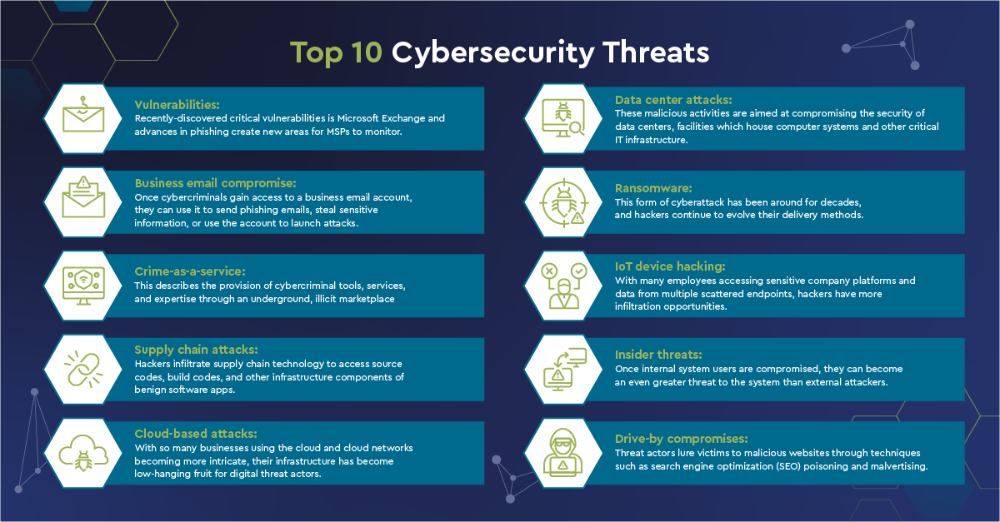 Top 10 Cybersecurity Threats
Vulnerabilities:
Recently-discovered critical vulnerabilities is Microsoft Exchange and
advances in phishing create new areas for MSPs to monitor.
Business email compromise:
Once cybercriminals gain access to a business email account,
they can use it to send phishing emails, steal sensitive
information, or use the account to launch attacks.
Crime-as-a-service:
This describes the provision of cybercriminal tools, services,
and expertise through an underground, illicit marketplace
Supply chain attacks:
Hackers infiltrate supply chain technology to access source
codes, build codes, and other infrastructure components of
benign software apps.
Cloud-based attacks:
With so many businesses using the cloud and cloud networks
becoming more intricate, their infrastructure has become
low-hanging fruit for digital threat actors.
Data center attacks:
These malicious activities are aimed at compromising the security of
data centers, facilities which house computer systems and other critical
IT infrastructure.
Ransomware:
This form of cyberattack has been around for decades,
and hackers continue to evolve their delivery methods.
IoT device hacking:
With many employees accessing sensitive company platforms and
data from multiple scattered endpoints, hackers have more
infiltration opportunities.
Insider threats:
Once internal system users are compromised, they can become
an even greater threat to the system than external attackers.
Drive-by compromises:
Threat actors lure victims to malicious websites through techniques
such as search engine optimization (SEO) poisoning and malvertising.